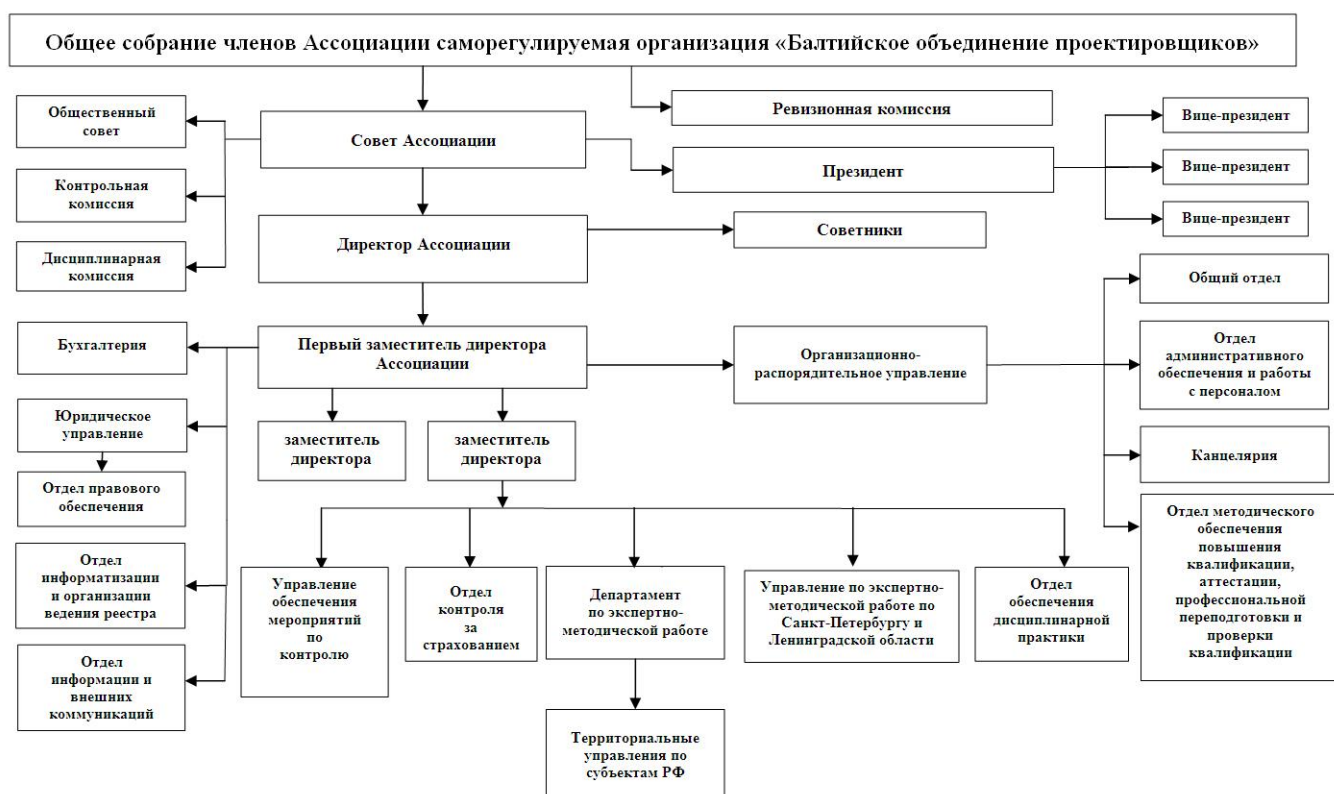 Общее собрание членов Ассоциации саморегулируемая организация «Балтийское объединение проектировщиков»
Общественный
совет
Контрольная
комиссия
Дисциплинарная
комиссия
Совет Ассоциации
Ревизионная комиссия
Президент
Вице-президент
Вице-президент
Вице-президент
Директор Ассоциации
Советники
Первый заместитель директора
Ассоциации
Бухгалтерия
Юридическое
управление
Отдел правового
обеспечения
Отдел
информатизации
и организации
ведения реестра
Отдел
информации и
внешних
коммуникаций
Организационно-
распорядительное управление
Общий отдел
Отдел
административного
обеспечения и работы
с персоналом
Канцелярия
Отдел методического
обеспечения
повышения
квалификации,
аттестации,
профессиональной
переподготовки и
проверки
квалификации
заместитель
директора
заместитель
директора
Управление
обеспечения
мероприятий
по
контролю
Отдел
контроля
за
страхованием
Департамент
по экспертно-
методической работе
Управление по экспертно-
методической работе по
Санкт-Петербургу и
Ленинградской области
Отдел
обеспечения
дисциплинарной
практики
Территориальные
управления по
субъектам РФ